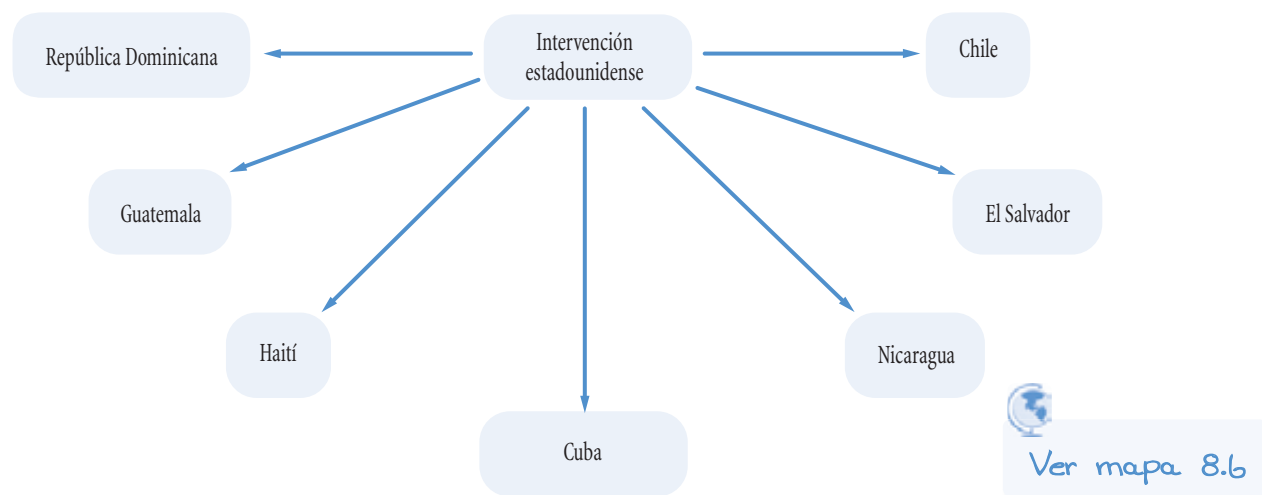 República Dominicana
Intervención
estadounidense
Chile
Guatemala
El Salvador
Haití
Nicaragua
Cuba
Ver mapa 8.6